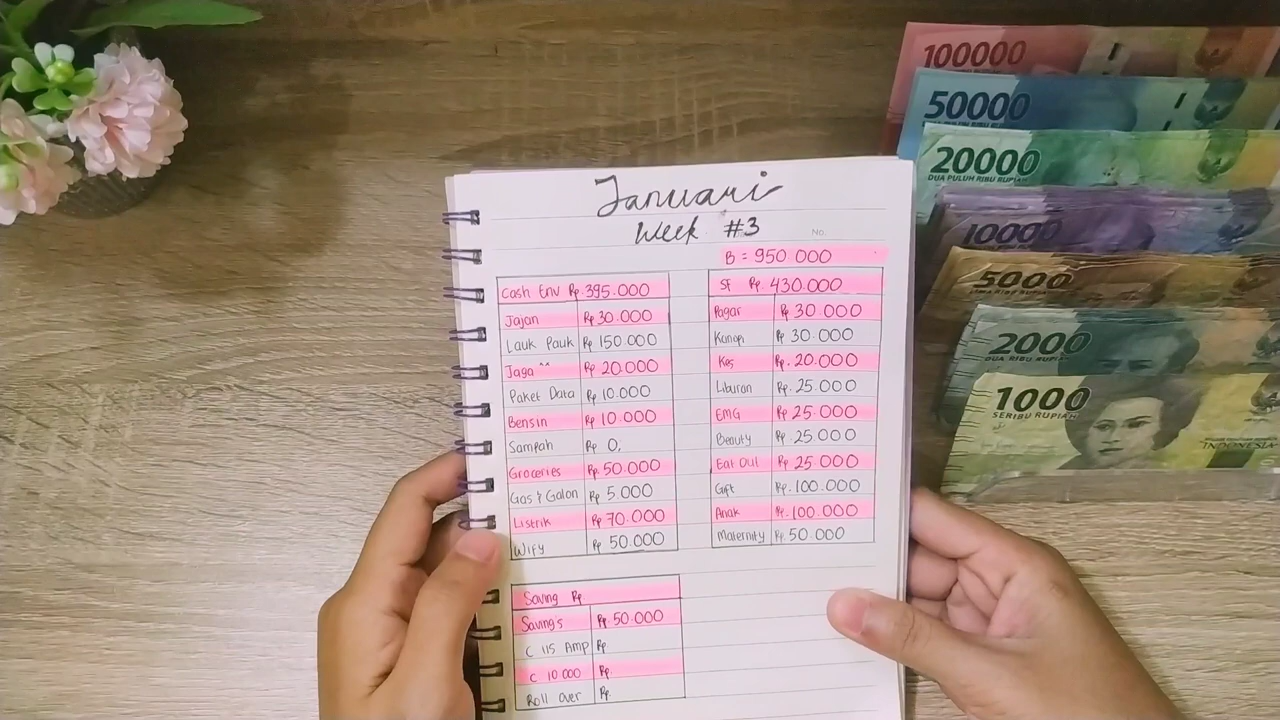 Januari
Week #3
No.
B = 950 000
Cash Env Rp 395.000
Jajan Rp 30.000
Lauk Pauk Rp 150.000
Jaga ^^ Rp 20.000
Paket Data Rp 10.000
Bensin Rp 10.000
Sampah Rp 0,
Groceries Rp 50.000
Gas & Galon Rp 5.000
Listrik Rp 70.000
Wify Rp 50.000
SF Rp. 430.000
Pagar Rp 30 000
Kanopi Rp 30.000
Kes Rp. 20.000
Liburan Rp. 25.000
EMG Rp. 25.000
Beauty Rp. 25.000
Eat Out Rp 25 000
Gift Rp. 100.000
Anak Rp. 100.000
Maternity Rp. 50.000
Saving Rp
Savings Rp. 50.000
C 115 Amp Rp
C 10 000 Rp.
Roll Over Rp.
100000
50000
20000
DUA PULUH RIBU RUPIAH
10000
5000
LIMA RIBU RUPIAH
2000
DUA RIBU RUPIAH
1000
SERIBU RUPIAH
INDONESIA